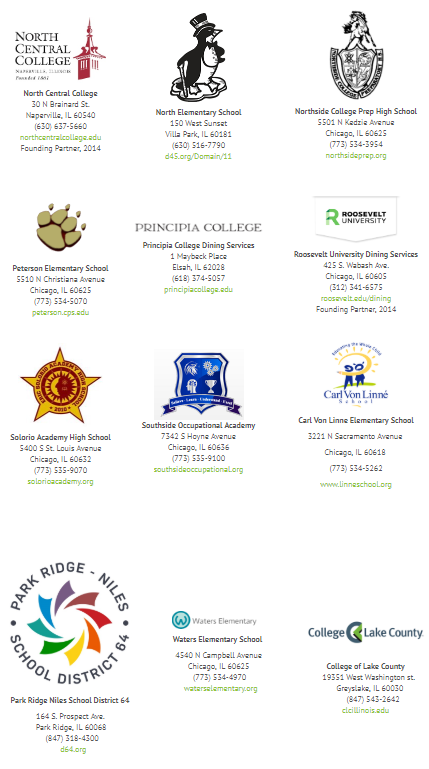 NORTH
CENTRAL
COLLEGE
NAPERVILLE, ILLINOIS
Founded 1861
North Central College
30 N Brainard St.
Naperville, IL 60540
(630) 637-5660
northcentralcollege.edu
Founding Partner, 2014
North Elementary School
150 West Sunset
Villa Park, IL 60181
(630) 516-7790
d45.org/Domain/11
NORTHSIDE COLLEGE PREPARATORY H.S.
Northside College Prep High School
5501 N Kedzie Avenue
Chicago, IL 60625
(773) 534-3954
northsideprep.org
Peterson Elementary School
5510 N Christiana Avenue
Chicago, IL 60625
(773) 534-5070
peterson.cps.edu
PRINCIPIA COLLEGE
Principia College Dining Services
1 Maybeck Place
Elsah, IL 62028
(618) 374-5057
principiacollege.edu
ROOSEVELT
UNIVERSITY
Roosevelt University Dining Services
425 S. Wabash Ave.
Chicago, IL 60605
(312) 341-6575
roosevelt.edu/dining
Founding Partner, 2014
ERIC SOLORIO ACADEMY HIGH SCHOOL
2010
Solorio Academy High School
5400 S St. Louis Avenue
Chicago, IL 60632
(773) 535-9070
solorioacademy.org
Southside Occupational Academy
7342 S Hoyne Avenue
Chicago, IL 60636
(773) 535-9100
southsideoccupational.org
Educating the Whole Child
Carl Von Linné
School
Carl Von Linne Elementary School
3221 N Sacramento Avenue
Chicago, IL 60618
(773) 534-5262
www.linneschool.org
PARK RIDGE - NILES
SCHOOL DISTRICT 64
Park Ridge Niles School District 64
164 S. Prospect Ave.
Park Ridge, IL 60068
(847) 318-4300
d64.org
Waters Elementary
Waters Elementary School
4540 N Campbell Avenue
Chicago, IL 60625
(773) 534-4970
waterselementary.org
College Lake County
College of Lake County
19351 West Washington st.
Greyslake, IL 60030
(847) 543-2642
clcillinois.edu